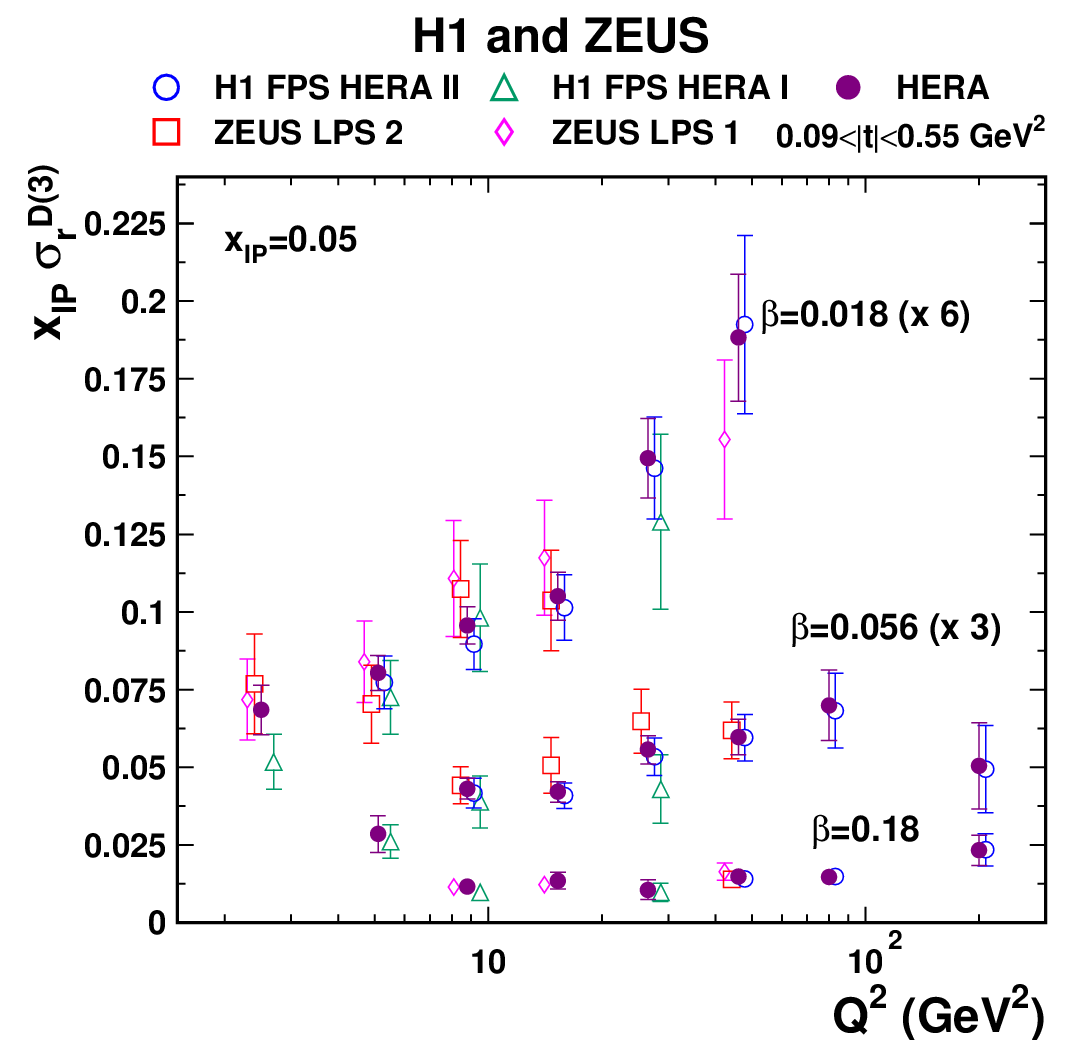 H1 and ZEUS
H1 FPS HERA II
H1 FPS HERA I
HERA
ZEUS LPS 2
ZEUS LPS 1
0.09<|t|<0.55 GeV²
x_IP σ_r^D(3)
x_IP=0.05
0.225
0.2
0.175
0.15
0.125
0.1
0.075
0.05
0.025
0
β=0.018 (x 6)
β=0.056 (x 3)
β=0.18
10
10²
Q² (GeV²)